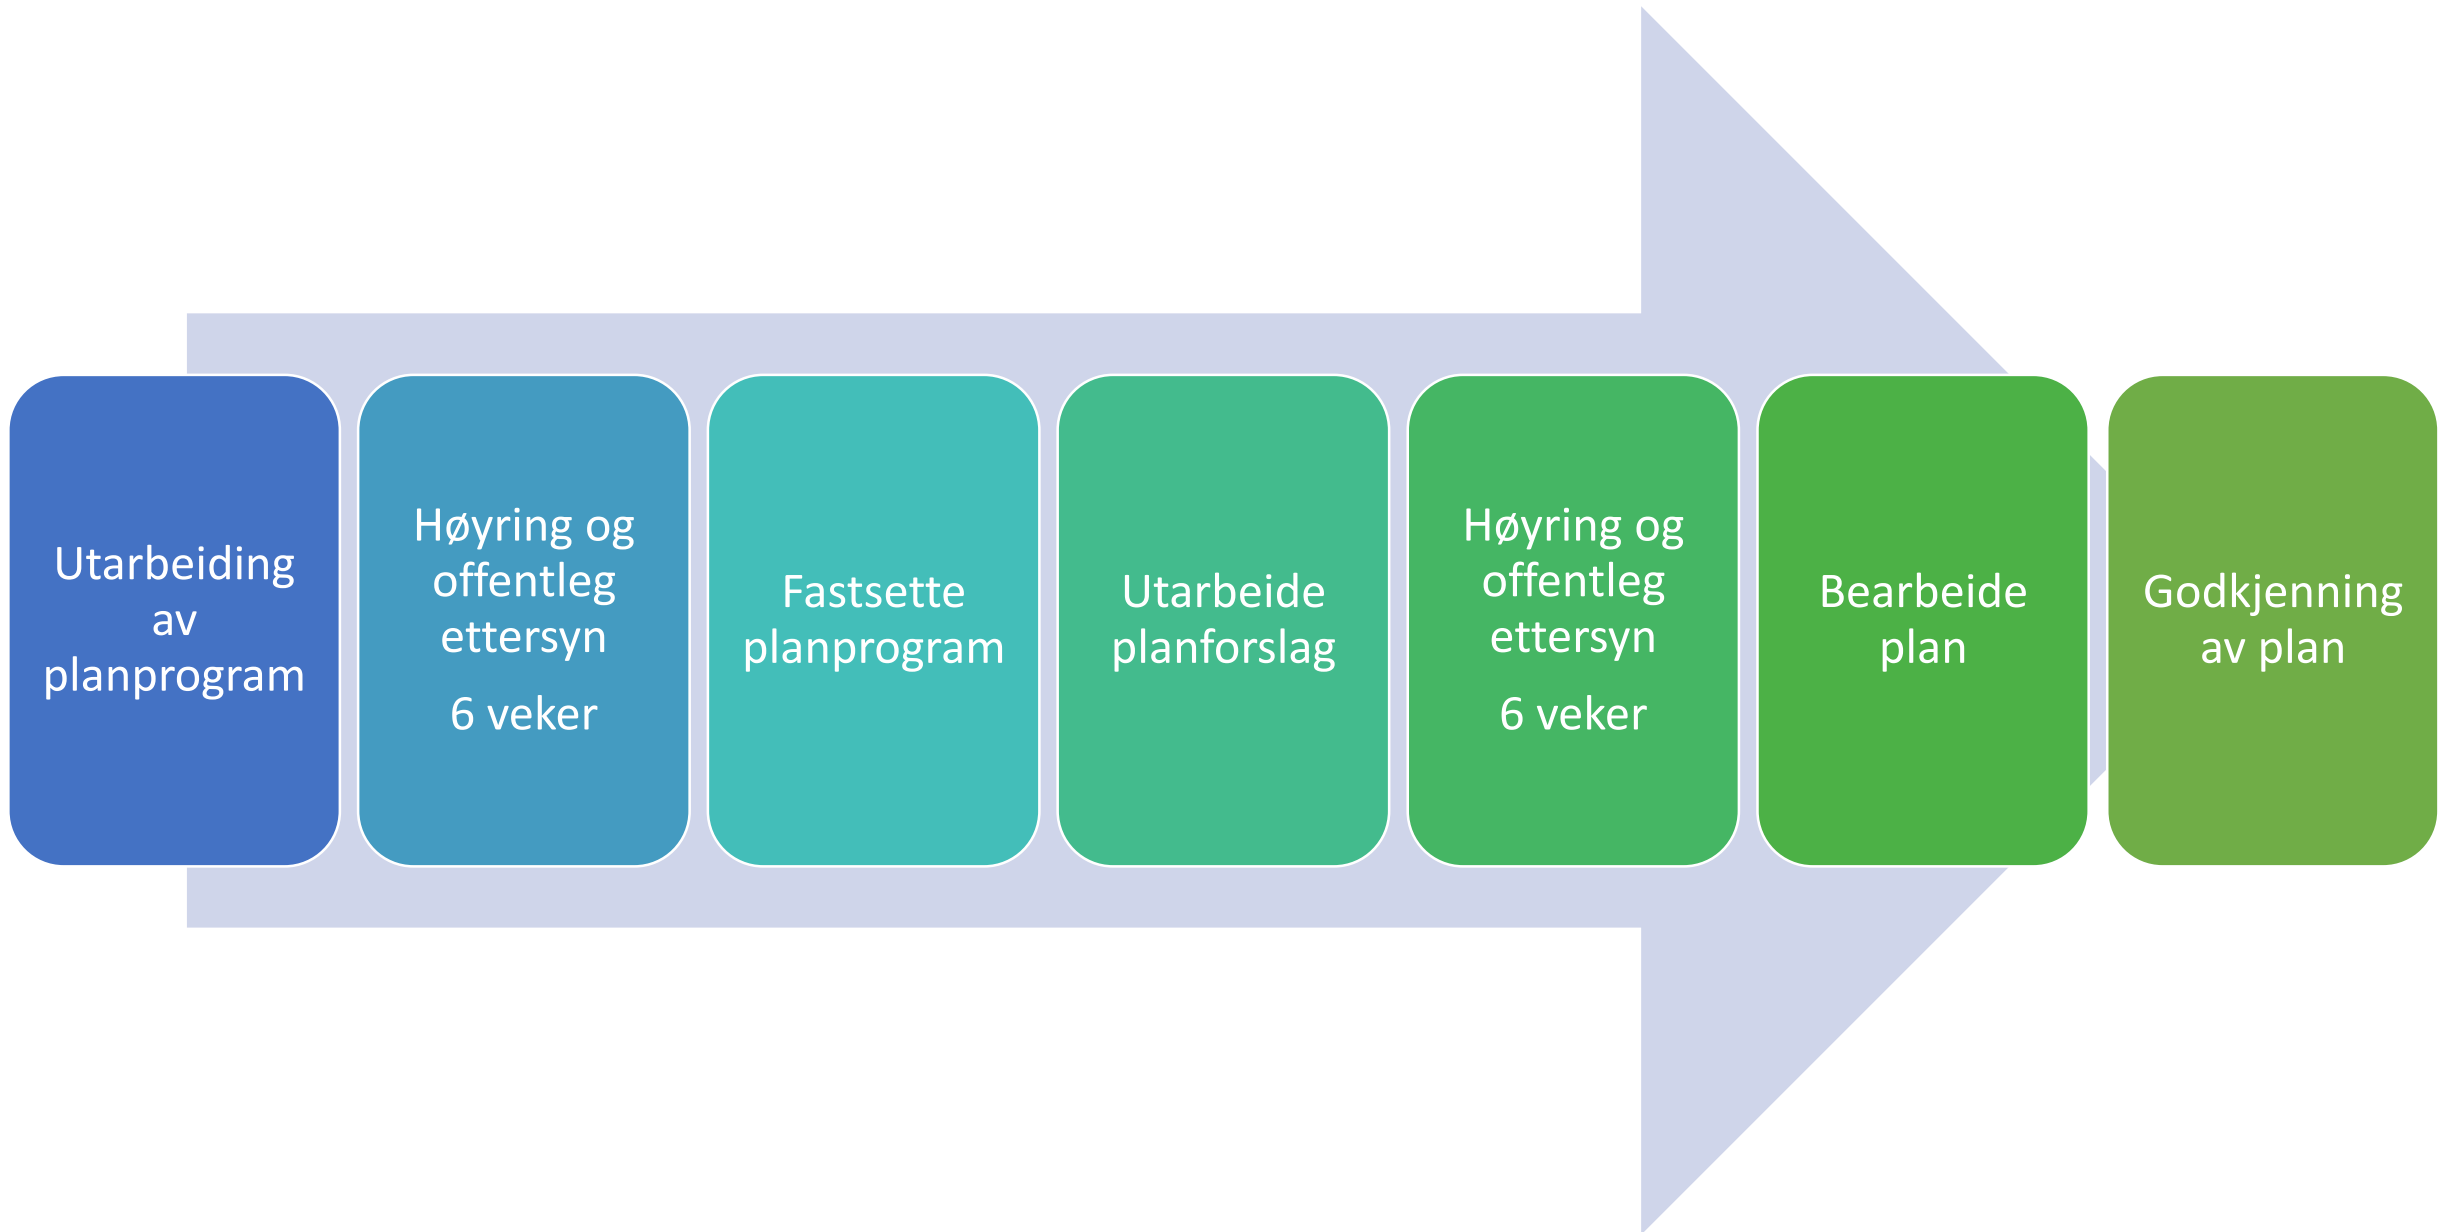 Utarbeiding
av
planprogram
Høyring og
offentleg
ettersyn
6 veker
Fastsette
planprogram
Utarbeide
planforslag
Høyring og
offentleg
ettersyn
6 veker
Bearbeide
plan
Godkjenning
av plan